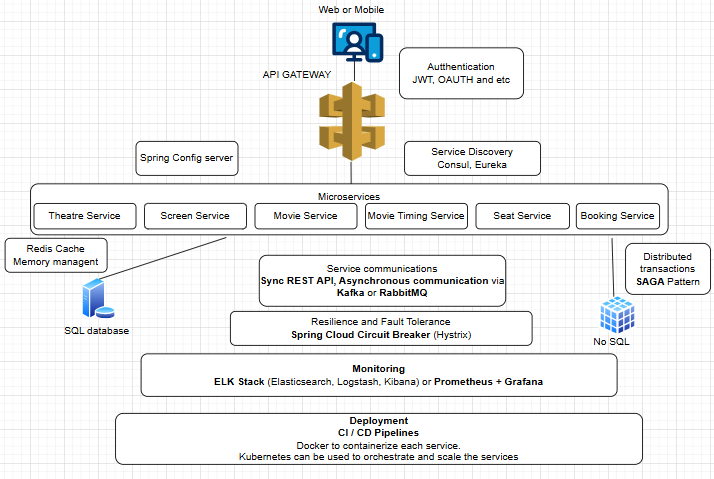 Web or Mobile
API GATEWAY
Autthentication
JWT, OAUTH and etc
Spring Config server
Service Discovery
Consul, Eureka
Microservices
Theatre Service
Screen Service
Movie Service
Movie Timing Service
Seat Service
Booking Service
Redis Cache
Memory managent
Service communications
Sync REST API, Asynchronous communication via
Kafka or RabbitMQ
Distributed
transactions
SAGA Pattern
SQL database
Resilience and Fault Tolerance
Spring Cloud Circuit Breaker (Hystrix)
No SQL
Monitoring
ELK Stack (Elasticsearch, Logstash, Kibana) or Prometheus + Grafana
Deployment
CI / CD Pipelines
Docker to containerize each service.
Kubernetes can be used to orchestrate and scale the services